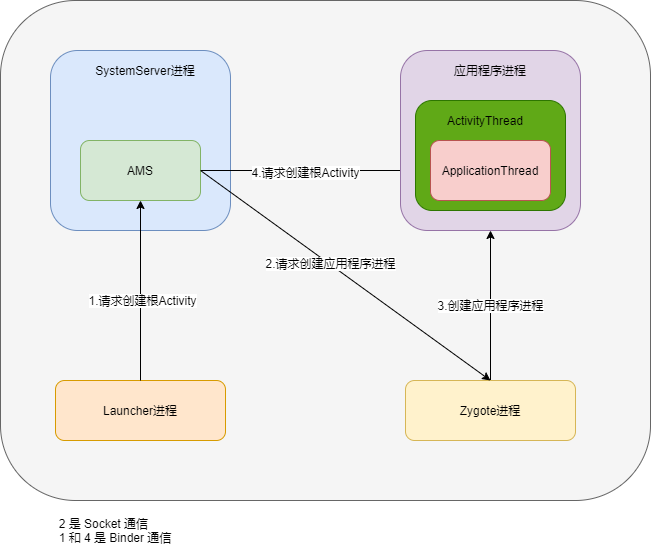 SystemServer进程
应用程序进程
ActivityThread
AMS
4.请求创建根Activity
ApplicationThread
2.请求创建应用程序进程
1.请求创建根Activity
3.创建应用程序进程
Launcher进程
Zygote进程
2 是 Socket 通信
1 和 4 是 Binder 通信